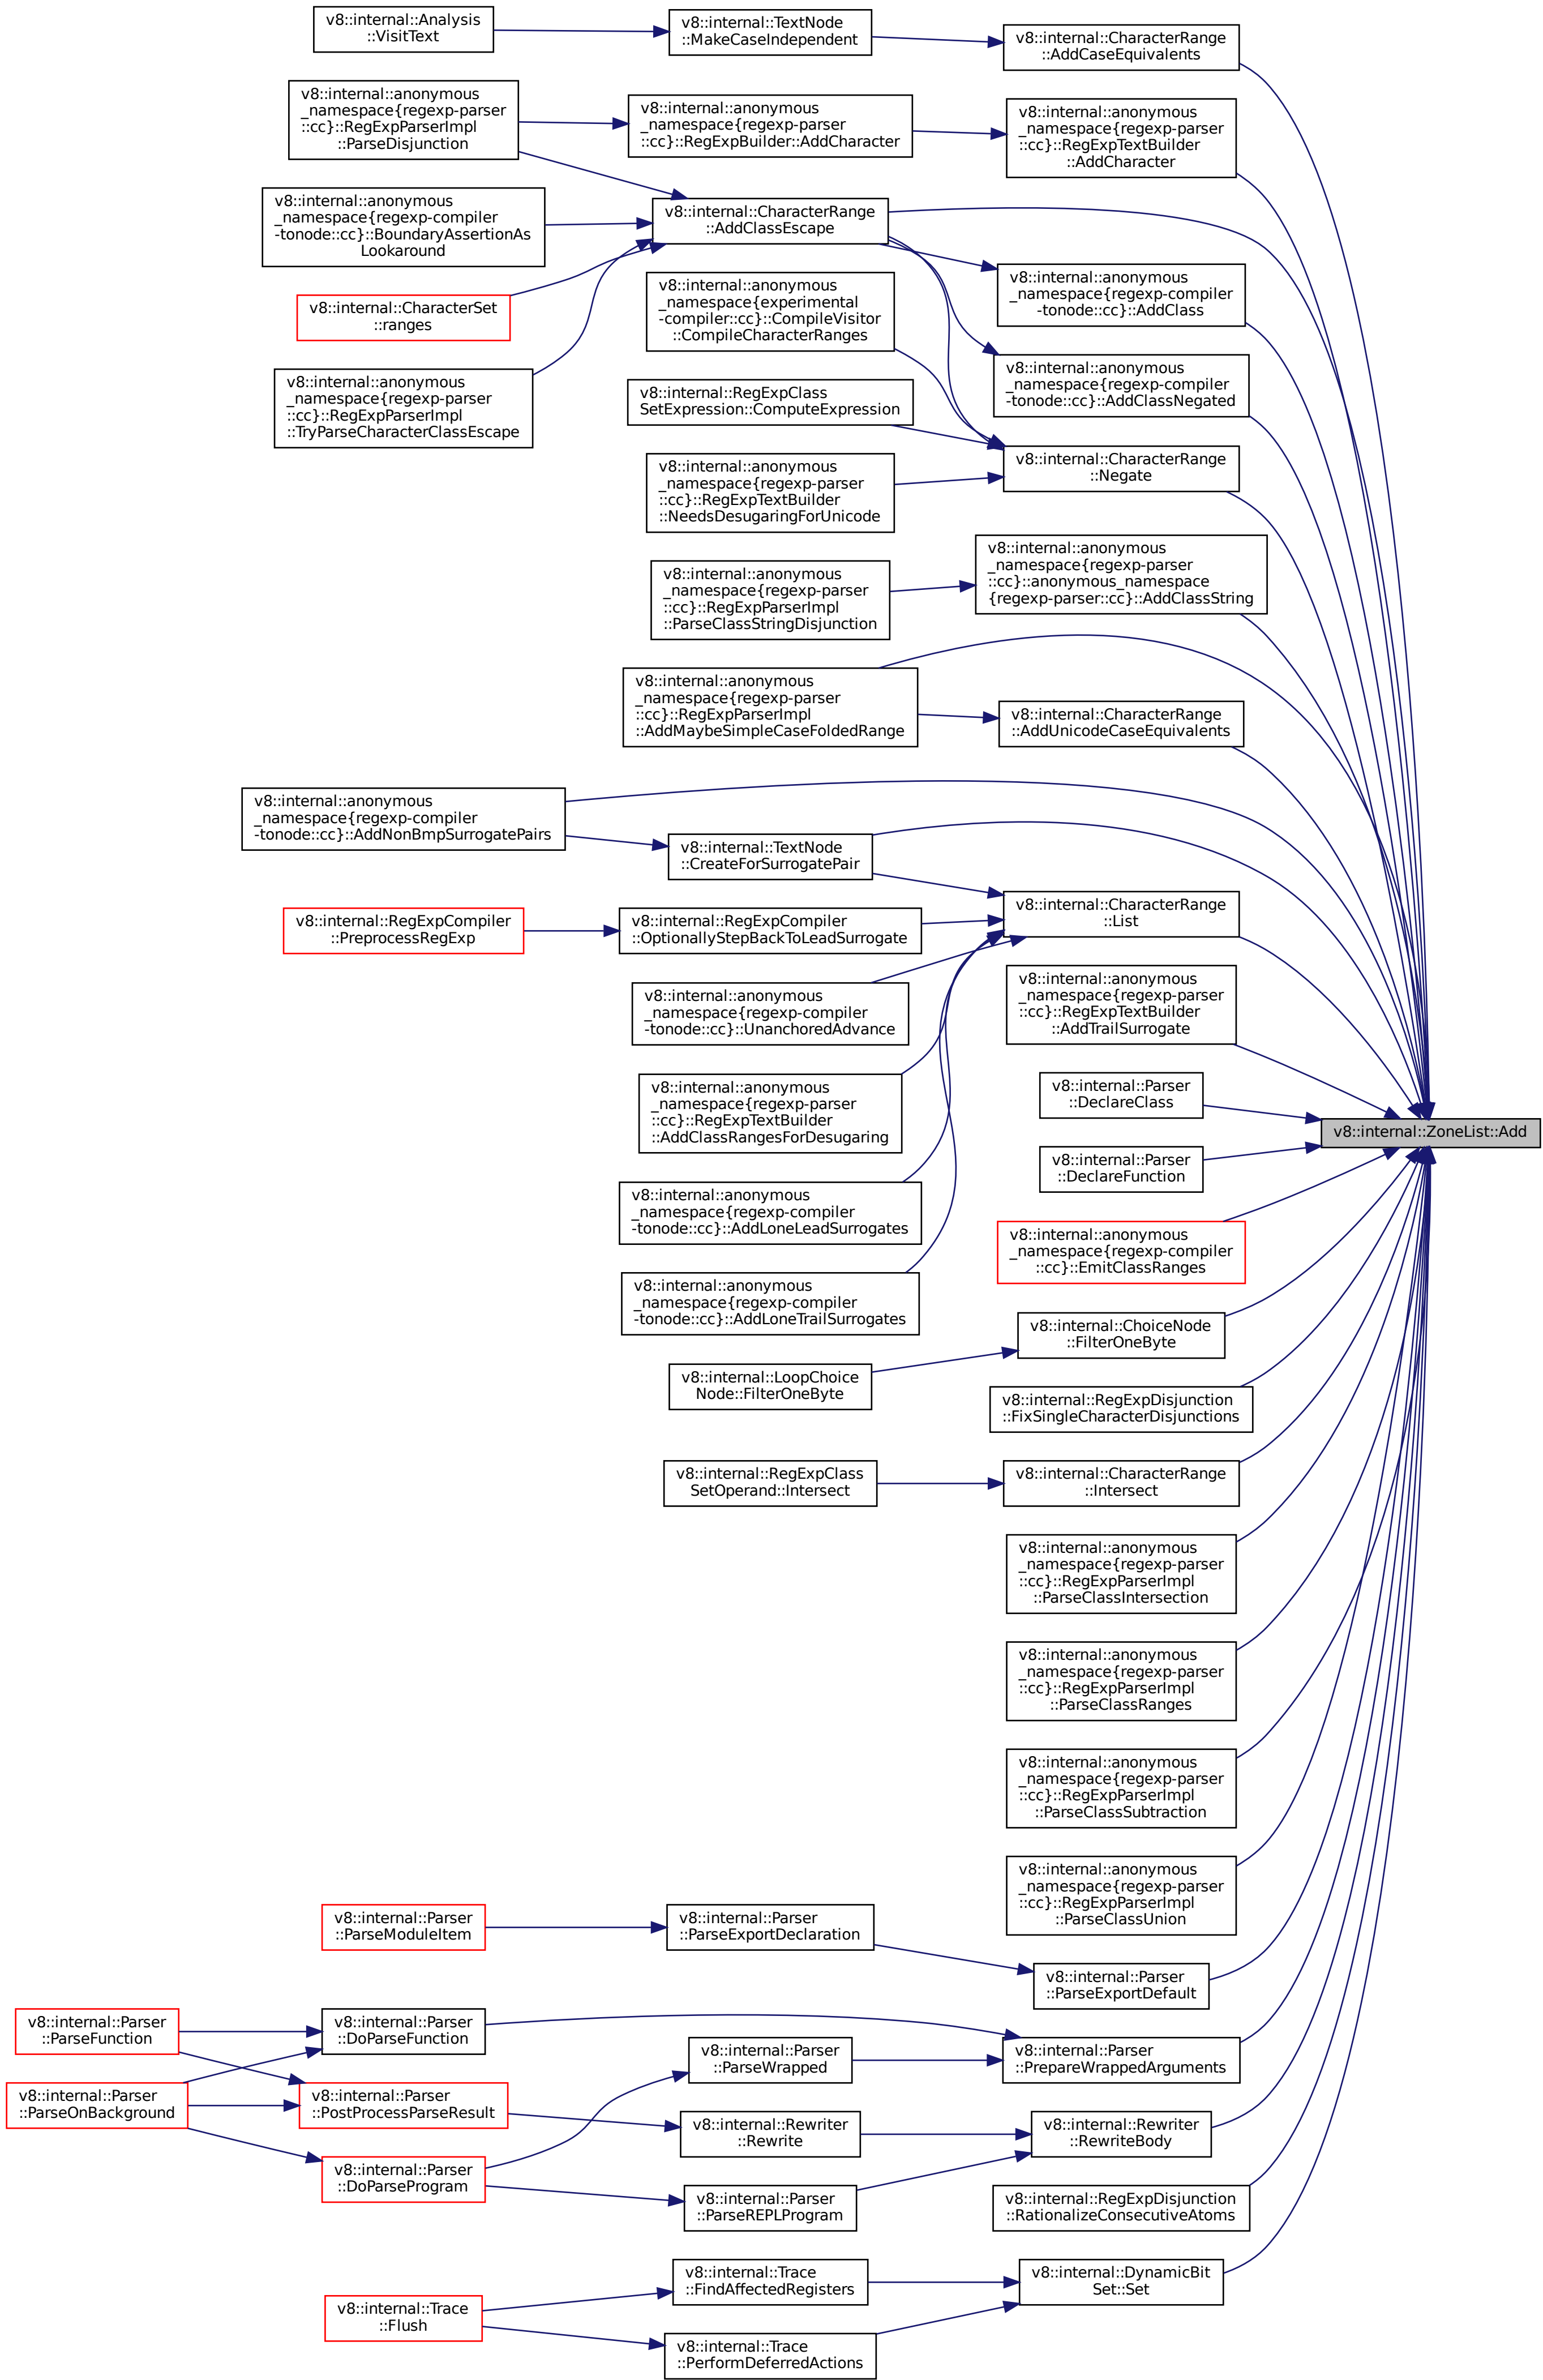 v8::internal::Analysis
::VisitText
v8::internal::TextNode
::MakeCaseIndependent
v8::internal::CharacterRange
::AddCaseEquivalents
v8::internal::anonymous
_namespace{regexp-parser
::cc}::RegExpParserImpl
::ParseDisjunction
v8::internal::anonymous
_namespace{regexp-parser
::cc}::RegExpBuilder::AddCharacter
v8::internal::anonymous
_namespace{regexp-parser
::cc}::RegExpTextBuilder
::AddCharacter
v8::internal::anonymous
_namespace{regexp-compiler
-tonode::cc}::BoundaryAssertionAs
Lookaround
v8::internal::CharacterRange
::AddClassEscape
v8::internal::CharacterSet
::ranges
v8::internal::anonymous
_namespace{experimental
-compiler::cc}::CompileVisitor
::CompileCharacterRanges
v8::internal::anonymous
_namespace{regexp-compiler
-tonode::cc}::AddClass
v8::internal::anonymous
_namespace{regexp-parser
::cc}::RegExpParserImpl
::TryParseCharacterClassEscape
v8::internal::RegExpClass
SetExpression::ComputeExpression
v8::internal::anonymous
_namespace{regexp-compiler
-tonode::cc}::AddClassNegated
v8::internal::anonymous
_namespace{regexp-parser
::cc}::RegExpTextBuilder
::NeedsDesugaringForUnicode
v8::internal::CharacterRange
::Negate
v8::internal::anonymous
_namespace{regexp-parser
::cc}::RegExpParserImpl
::ParseClassStringDisjunction
v8::internal::anonymous
_namespace{regexp-parser
::cc}::anonymous_namespace
{regexp-parser::cc}::AddClassString
v8::internal::anonymous
_namespace{regexp-parser
::cc}::RegExpParserImpl
::AddMaybeSimpleCaseFoldedRange
v8::internal::CharacterRange
::AddUnicodeCaseEquivalents
v8::internal::anonymous
_namespace{regexp-compiler
-tonode::cc}::AddNonBmpSurrogatePairs
v8::internal::TextNode
::CreateForSurrogatePair
v8::internal::CharacterRange
::List
v8::internal::RegExpCompiler
::PreprocessRegExp
v8::internal::RegExpCompiler
::OptionallyStepBackToLeadSurrogate
v8::internal::anonymous
_namespace{regexp-compiler
-tonode::cc}::UnanchoredAdvance
v8::internal::anonymous
_namespace{regexp-parser
::cc}::RegExpTextBuilder
::AddTrailSurrogate
v8::internal::anonymous
_namespace{regexp-parser
::cc}::RegExpTextBuilder
::AddClassRangesForDesugaring
v8::internal::Parser
::DeclareClass
v8::internal::ZoneList::Add
v8::internal::Parser
::DeclareFunction
v8::internal::anonymous
_namespace{regexp-compiler
-tonode::cc}::AddLoneLeadSurrogates
v8::internal::anonymous
_namespace{regexp-compiler
::cc}::EmitClassRanges
v8::internal::anonymous
_namespace{regexp-compiler
-tonode::cc}::AddLoneTrailSurrogates
v8::internal::ChoiceNode
::FilterOneByte
v8::internal::LoopChoice
Node::FilterOneByte
v8::internal::RegExpDisjunction
::FixSingleCharacterDisjunctions
v8::internal::RegExpClass
SetOperand::Intersect
v8::internal::CharacterRange
::Intersect
v8::internal::anonymous
_namespace{regexp-parser
::cc}::RegExpParserImpl
::ParseClassIntersection
v8::internal::anonymous
_namespace{regexp-parser
::cc}::RegExpParserImpl
::ParseClassRanges
v8::internal::anonymous
_namespace{regexp-parser
::cc}::RegExpParserImpl
::ParseClassSubtraction
v8::internal::anonymous
_namespace{regexp-parser
::cc}::RegExpParserImpl
::ParseClassUnion
v8::internal::Parser
::ParseModuleItem
v8::internal::Parser
::ParseExportDeclaration
v8::internal::Parser
::ParseExportDefault
v8::internal::Parser
::ParseFunction
v8::internal::Parser
::DoParseFunction
v8::internal::Parser
::ParseWrapped
v8::internal::Parser
::PrepareWrappedArguments
v8::internal::Parser
::ParseOnBackground
v8::internal::Parser
::PostProcessParseResult
v8::internal::Rewriter
::Rewrite
v8::internal::Rewriter
::RewriteBody
v8::internal::Parser
::DoParseProgram
v8::internal::Parser
::ParseREPLProgram
v8::internal::RegExpDisjunction
::RationalizeConsecutiveAtoms
v8::internal::Trace
::FindAffectedRegisters
v8::internal::DynamicBit
Set::Set
v8::internal::Trace
::Flush
v8::internal::Trace
::PerformDeferredActions